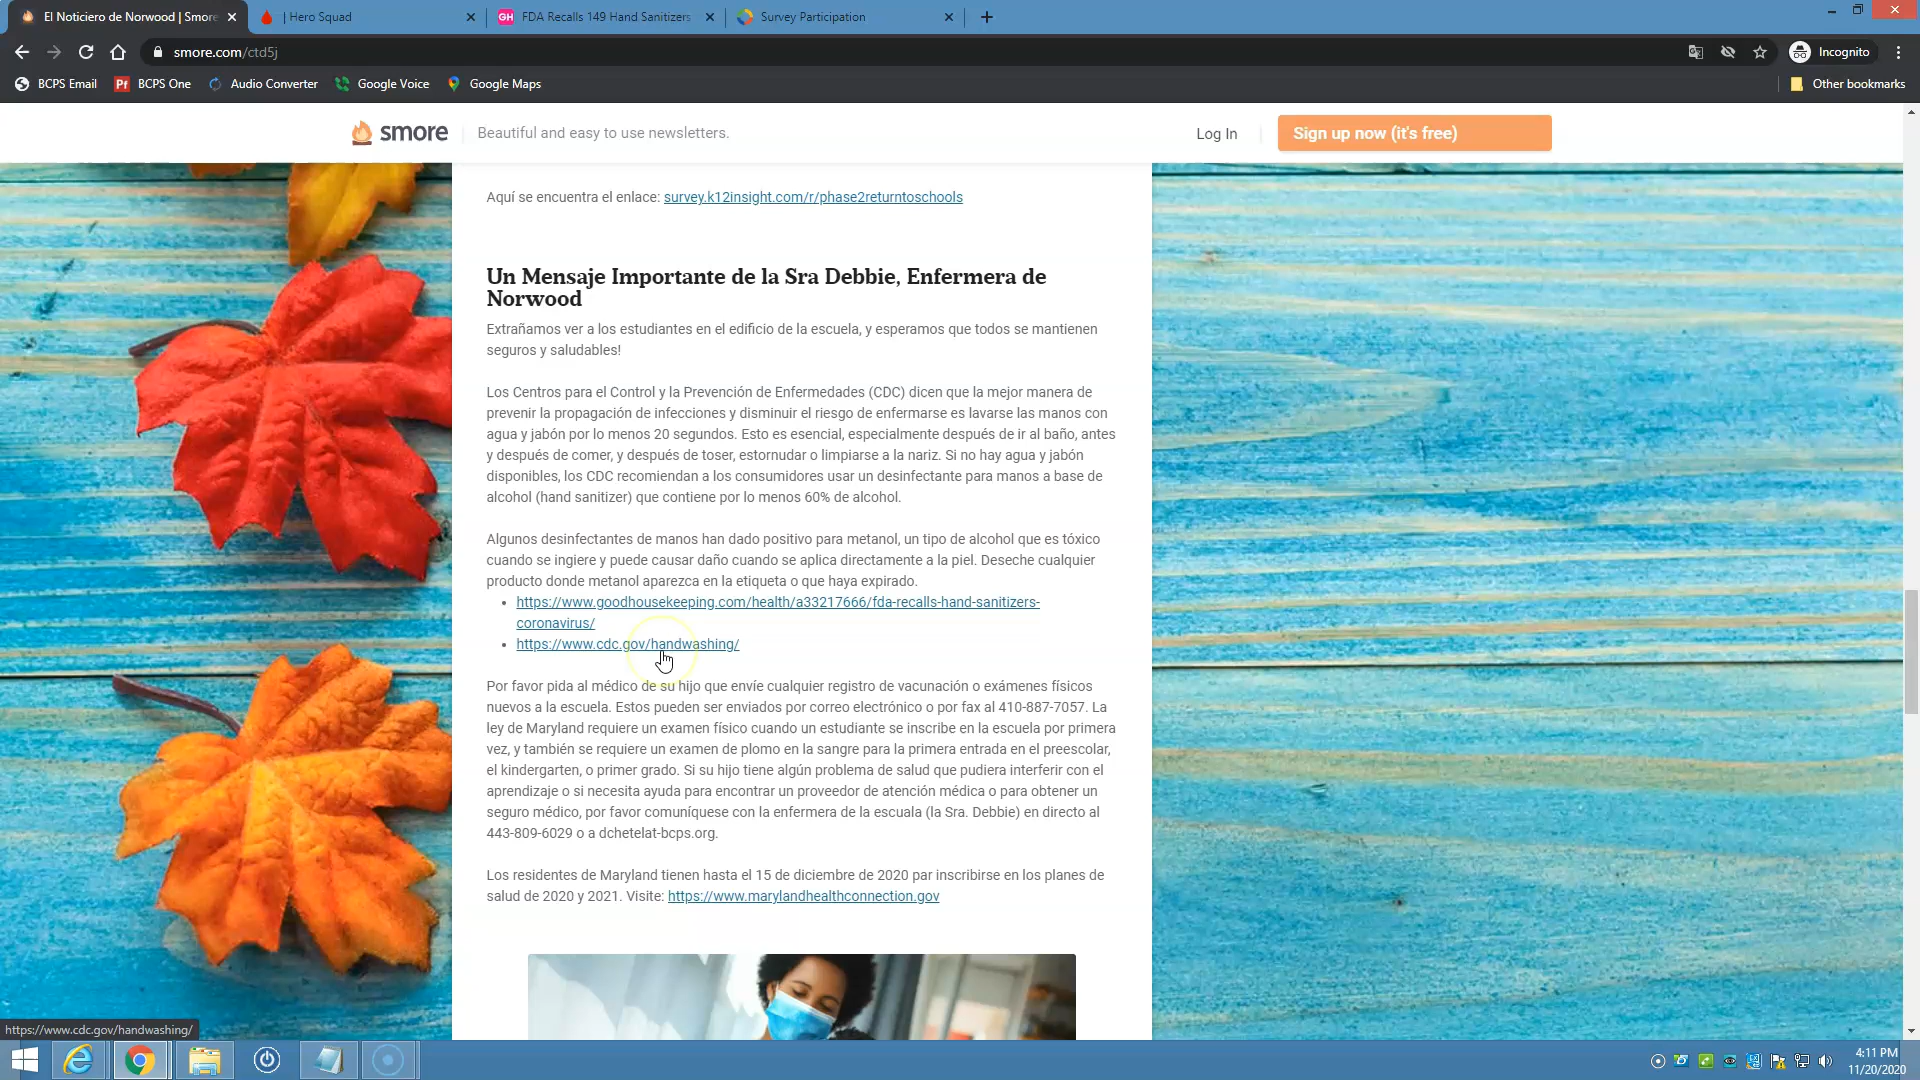 El Noticiero de Norwood | Smore
| Hero Squad
GH
FDA Recalls 149 Hand Sanitizers
Survey Participation
smore.com/ctd5j
Incognito
BCPS Email
Pf
BCPS One
Audio Converter
Google Voice
Google Maps
Other bookmarks
smore
Beautiful and easy to use newsletters.
Log In
Sign up now (it's free)
Aquí se encuentra el enlace: survey.k12insight.com/r/phase2returntoschools
Un Mensaje Importante de la Sra Debbie, Enfermera de
Norwood
Extrañamos ver a los estudiantes en el edificio de la escuela, y esperamos que todos se mantienen
seguros y saludables!
Los Centros para el Control y la Prevención de Enfermedades (CDC) dicen que la mejor manera de
prevenir la propagación de infecciones y disminuir el riesgo de enfermarse es lavarse las manos con
agua y jabón por lo menos 20 segundos. Esto es esencial, especialmente después de ir al baño, antes
y después de comer, y después de toser, estornudar o limpiarse a la nariz. Si no hay agua y jabón
disponibles, los CDC recomiendan a los consumidores usar un desinfectante para manos a base de
alcohol (hand sanitizer) que contiene por lo menos 60% de alcohol.
Algunos desinfectantes de manos han dado positivo para metanol, un tipo de alcohol que es tóxico
cuando se ingiere y puede causar daño cuando se aplica directamente a la piel. Deseche cualquier
producto donde metanol aparezca en la etiqueta o que haya expirado.
https://www.goodhousekeeping.com/health/a33217666/fda-recalls-hand-sanitizers-
coronavirus/
https://www.cdc.gov/handwashing/
Por favor pida al médico de su hijo que envíe cualquier registro de vacunación o exámenes físicos
nuevos a la escuela. Estos pueden ser enviados por correo electrónico o por fax al 410-887-7057. La
ley de Maryland requiere un examen físico cuando un estudiante se inscribe en la escuela por primera
vez, y también se requiere un examen de plomo en la sangre para la primera entrada en el preescolar,
el kindergarten, o primer grado. Si su hijo tiene algún problema de salud que pudiera interferir con el
aprendizaje o si necesita ayuda para encontrar un proveedor de atención médica o para obtener un
seguro médico, por favor comuníquese con la enfermera de la escuala (la Sra. Debbie) en directo al
443-809-6029 o a dchetelat-bcps.org.
Los residentes de Maryland tienen hasta el 15 de diciembre de 2020 par inscribirse en los planes de
salud de 2020 y 2021. Visite: https://www.marylandhealthconnection.gov
https://www.cdc.gov/handwashing/
4:11 PM
11/20/2020